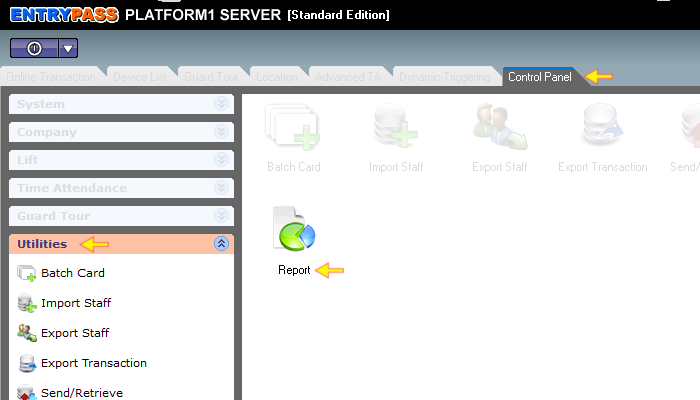 ENTRYPASS PLATFORM1 SERVER [Standard Edition]
Online Transaction Device List Guard Tour Location Advanced TA Dynamic Triggering Control Panel
System
Company
Lift
Time Attendance
Guard Tour
Utilities
Batch Card
Import Staff
Export Staff
Export Transaction
Send/Retrieve
Batch Card Import Staff Export Staff Export Transaction Send/
Report